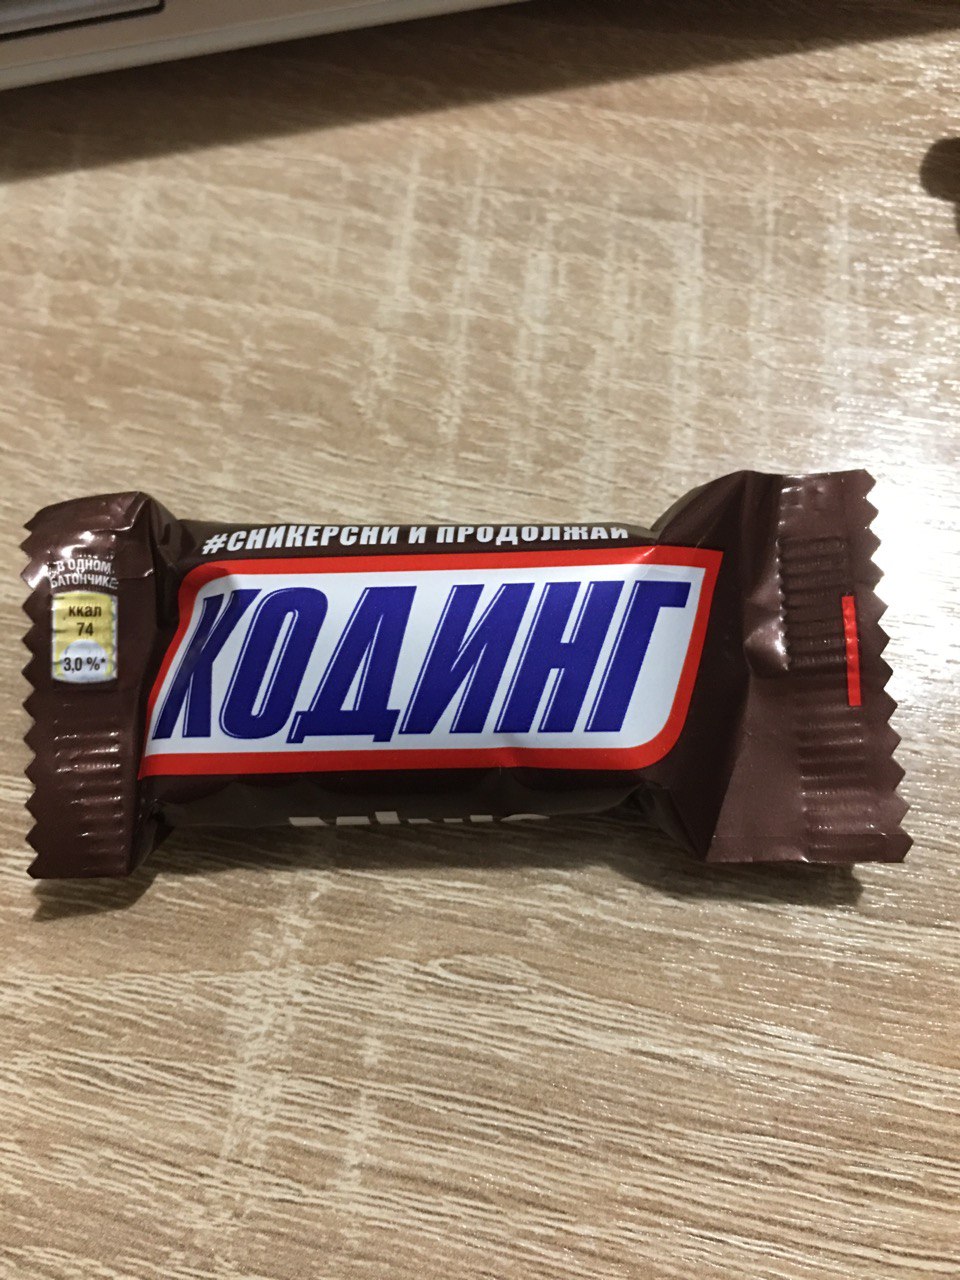 #СНИКЕРСНИ И ПРОДОЛЖАЙ
КОДИНГ
В ОДНОМ
БАТОНЧИКЕ
ккал
74
3,0 %*